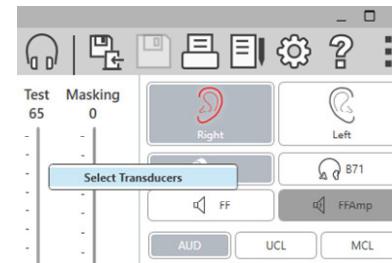 Test Masking
65 0
Right Left
Select Transducers
B71
FF FFAmp
AUD UCL MCL